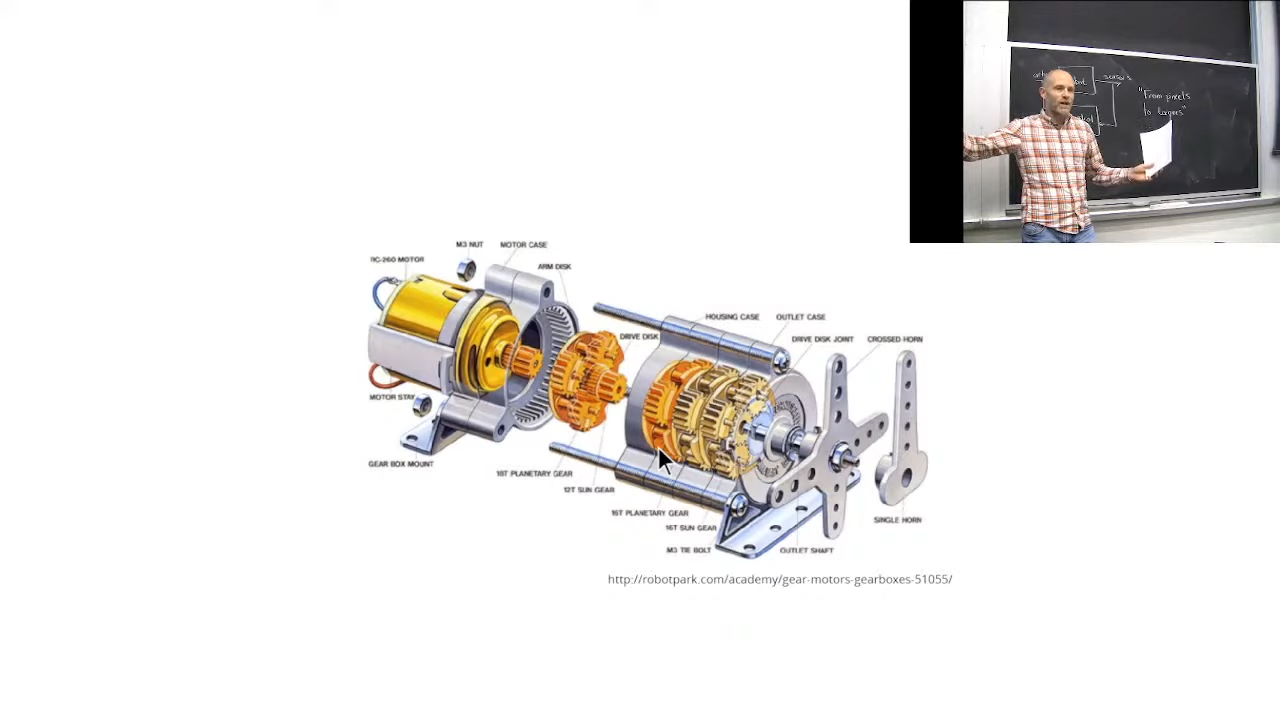 M3 NUT
MOTOR CASE
RC-260 MOTOR
ARM DISK
HOUSING CASE
OUTLET CASE
DRIVE DISK
DRIVE DISK JOINT
CROSSED HORN
MOTOR STAY
GEAR BOX MOUNT
18T PLANETARY GEAR
12T SUN GEAR
16T PLANETARY GEAR
16T SUN GEAR
M3 TIE BOLT
OUTLET SHAFT
SINGLE HORN
http://robotpark.com/academy/gear-motors-gearboxes-51055/
sensors
"From pixels
to